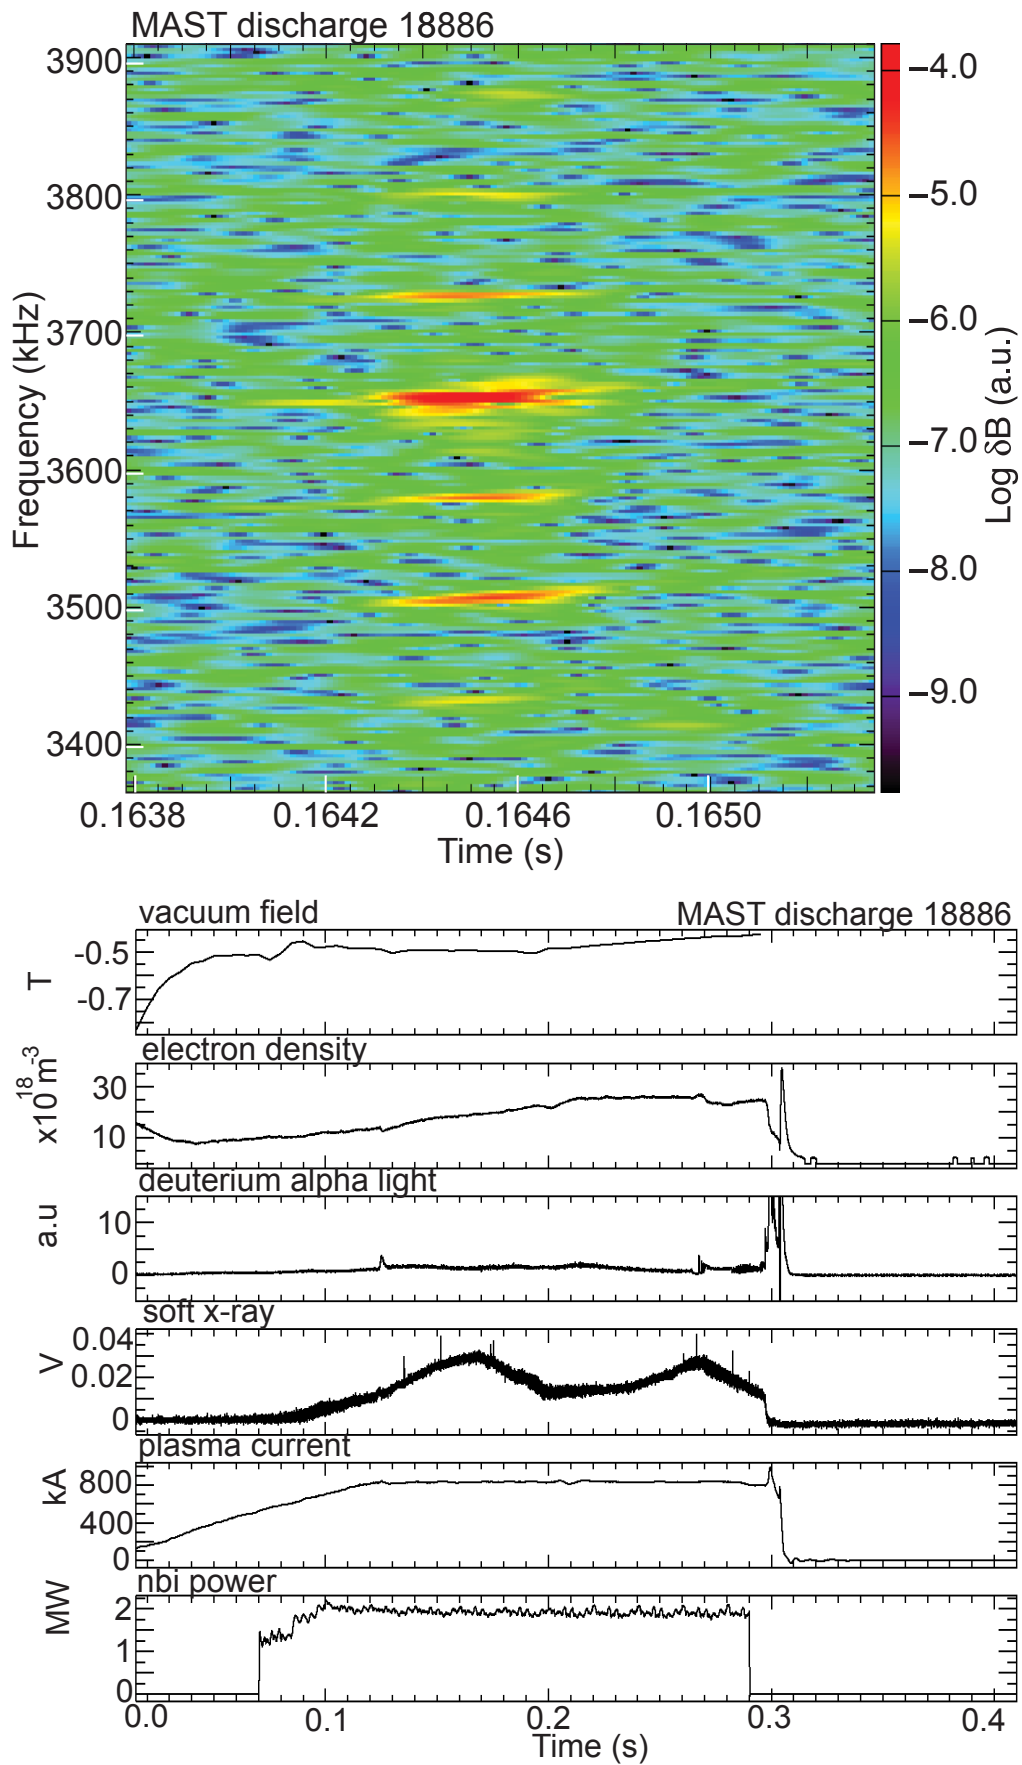 MAST discharge 18886
3900
3800
3700
3600
3500
3400
Frequency (kHz)
0.1638 0.1642 0.1646 0.1650
Time (s)
−4.0
−5.0
−6.0
−7.0
−8.0
−9.0
Log δB (a.u.)
vacuum field MAST discharge 18886
-0.5
-0.7
T
electron density
30
10
x10¹⁸m⁻³
deuterium alpha light
10
0
a.u
soft x-ray
0.04
0.02
0
V
plasma current
800
400
0
kA
nbi power
2
1
0
MW
0.0 0.1 0.2 0.3 0.4
Time (s)